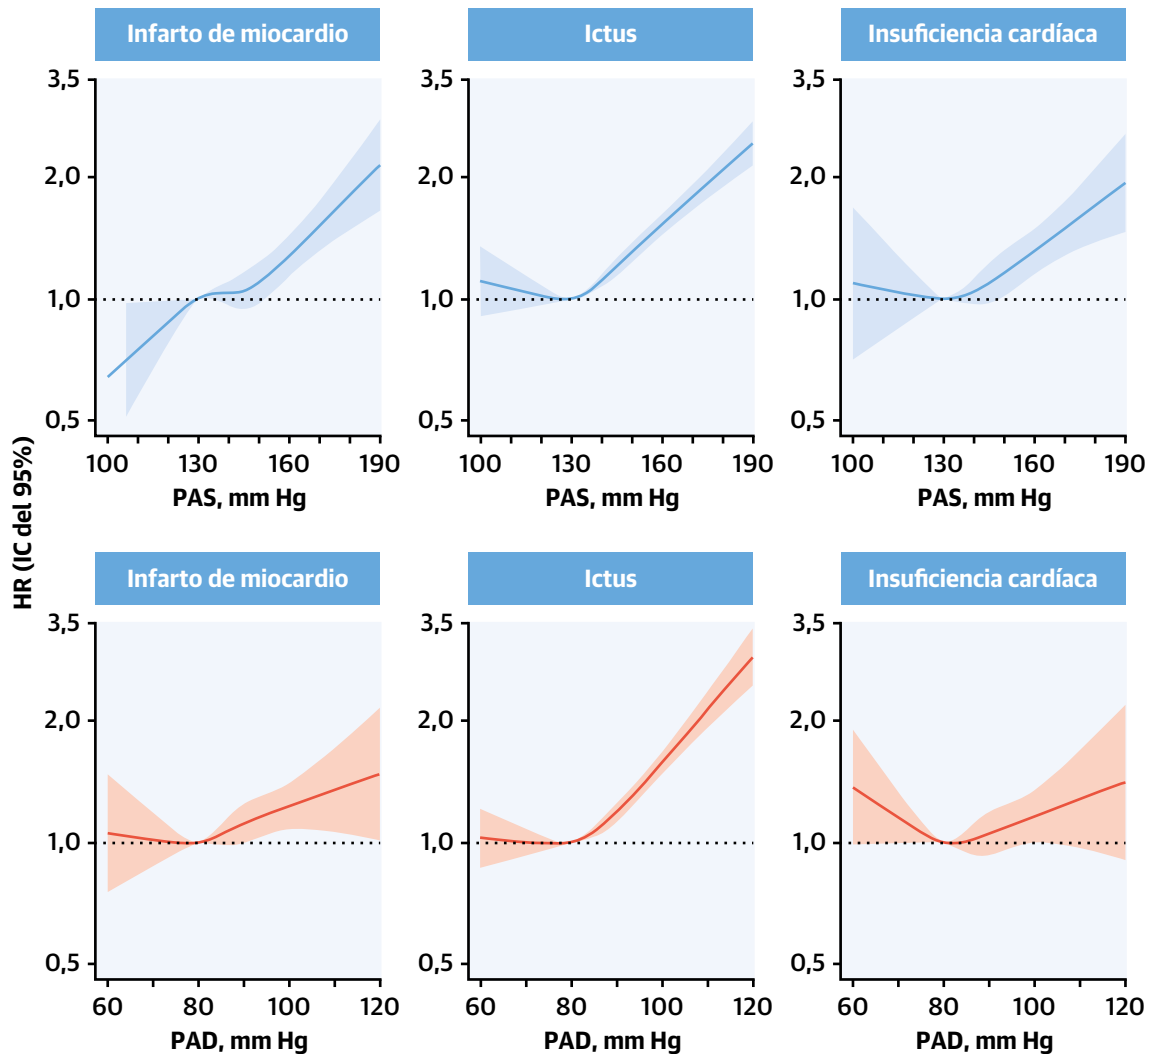 Infarto de miocardio
Ictus
Insuficiencia cardíaca
3,5
2,0
1,0
0,5
100 130 160 190
PAS, mm Hg
3,5
2,0
1,0
0,5
100 130 160 190
PAS, mm Hg
3,5
2,0
1,0
0,5
100 130 160 190
PAS, mm Hg
HR (IC del 95%)
Infarto de miocardio
Ictus
Insuficiencia cardíaca
3,5
2,0
1,0
0,5
60 80 100 120
PAD, mm Hg
3,5
2,0
1,0
0,5
60 80 100 120
PAD, mm Hg
3,5
2,0
1,0
0,5
60 80 100 120
PAD, mm Hg